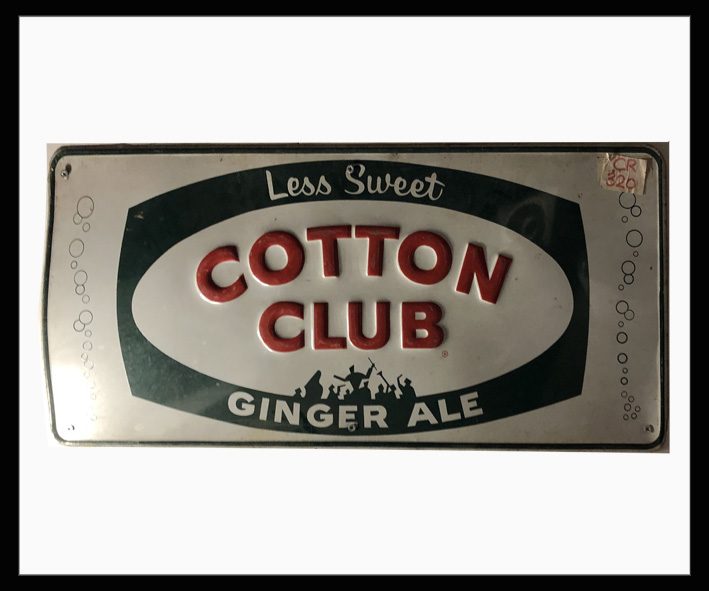 Less Sweet
CR
320
COTTON
CLUB
®
GINGER ALE